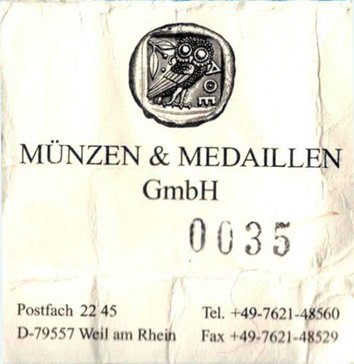 ΑΘΕ
MÜNZEN & MEDAILLEN
GmbH
0035
Postfach 22 45
Tel. +49-7621-48560
D-79557 Weil am Rhein
Fax +49-7621-48529